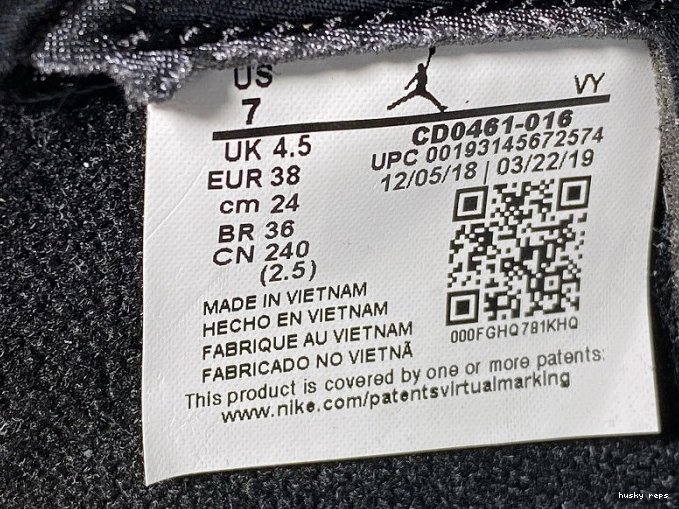 US
7
VY
UK 4.5
EUR 38
cm 24
BR 36
CN 240
(2.5)
CD0461-016
UPC 00193145672574
12/05/18 | 03/22/19
000FGHQ781KHQ
MADE IN VIETNAM
HECHO EN VIETNAM
FABRIQUE AU VIETNAM
FABRICADO NO VIETNÃ
This product is covered by one or more patents:
www.nike.com/patentsvirtualmarking
husky reps